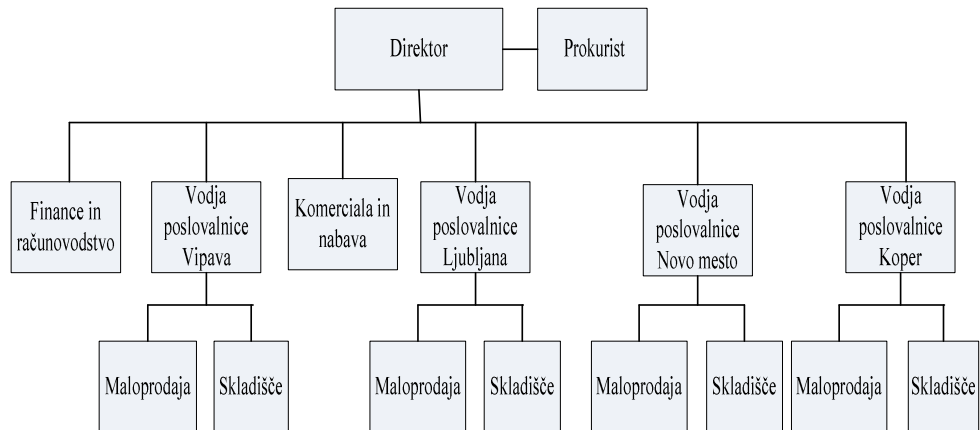 Direktor
Prokurist
Finance in
računovodstvo
Vodja
poslovalnice
Vipava
Komerciala in
nabava
Vodja
poslovalnice
Ljubljana
Vodja
poslovalnice
Novo mesto
Vodja
poslovalnice
Koper
Maloprodaja
Skladišče
Maloprodaja
Skladišče
Maloprodaja
Skladišče
Maloprodaja
Skladišče